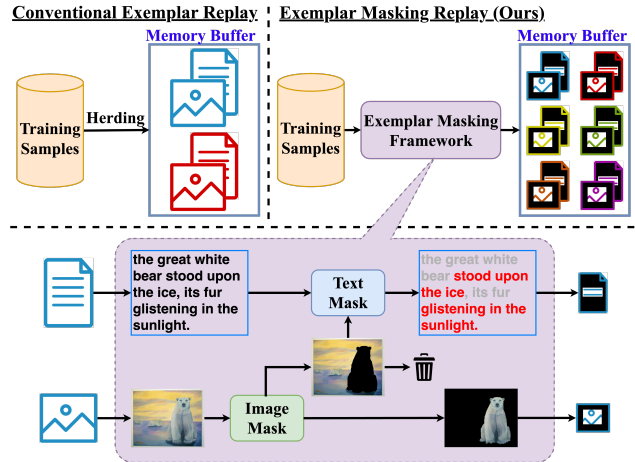 Conventional Exemplar Replay
Memory Buffer
Training
Samples
Herding
Exemplar Masking Replay (Ours)
Memory Buffer
Training
Samples
Exemplar Masking
Framework
the great white
bear stood upon
the ice, its fur
glistening in the
sunlight.
Text
Mask
the great white
bear stood upon
the ice, its fur
glistening in the
sunlight.
Image
Mask